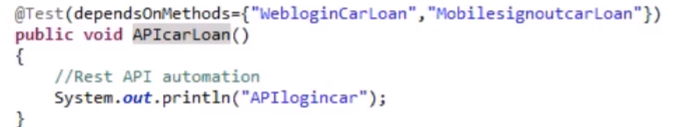 @Test(dependsOnMethods={"WebloginCarLoan","MobilesignoutcarLoan"})
public void APIcarLoan()
{
//Rest API automation
System.out.println("APIlogincar");
}